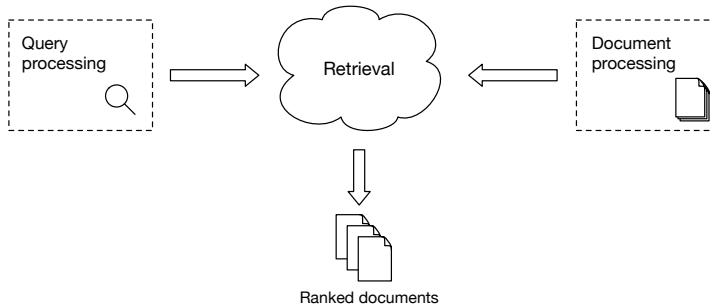 Query
processing
Retrieval
Document
processing
Ranked documents